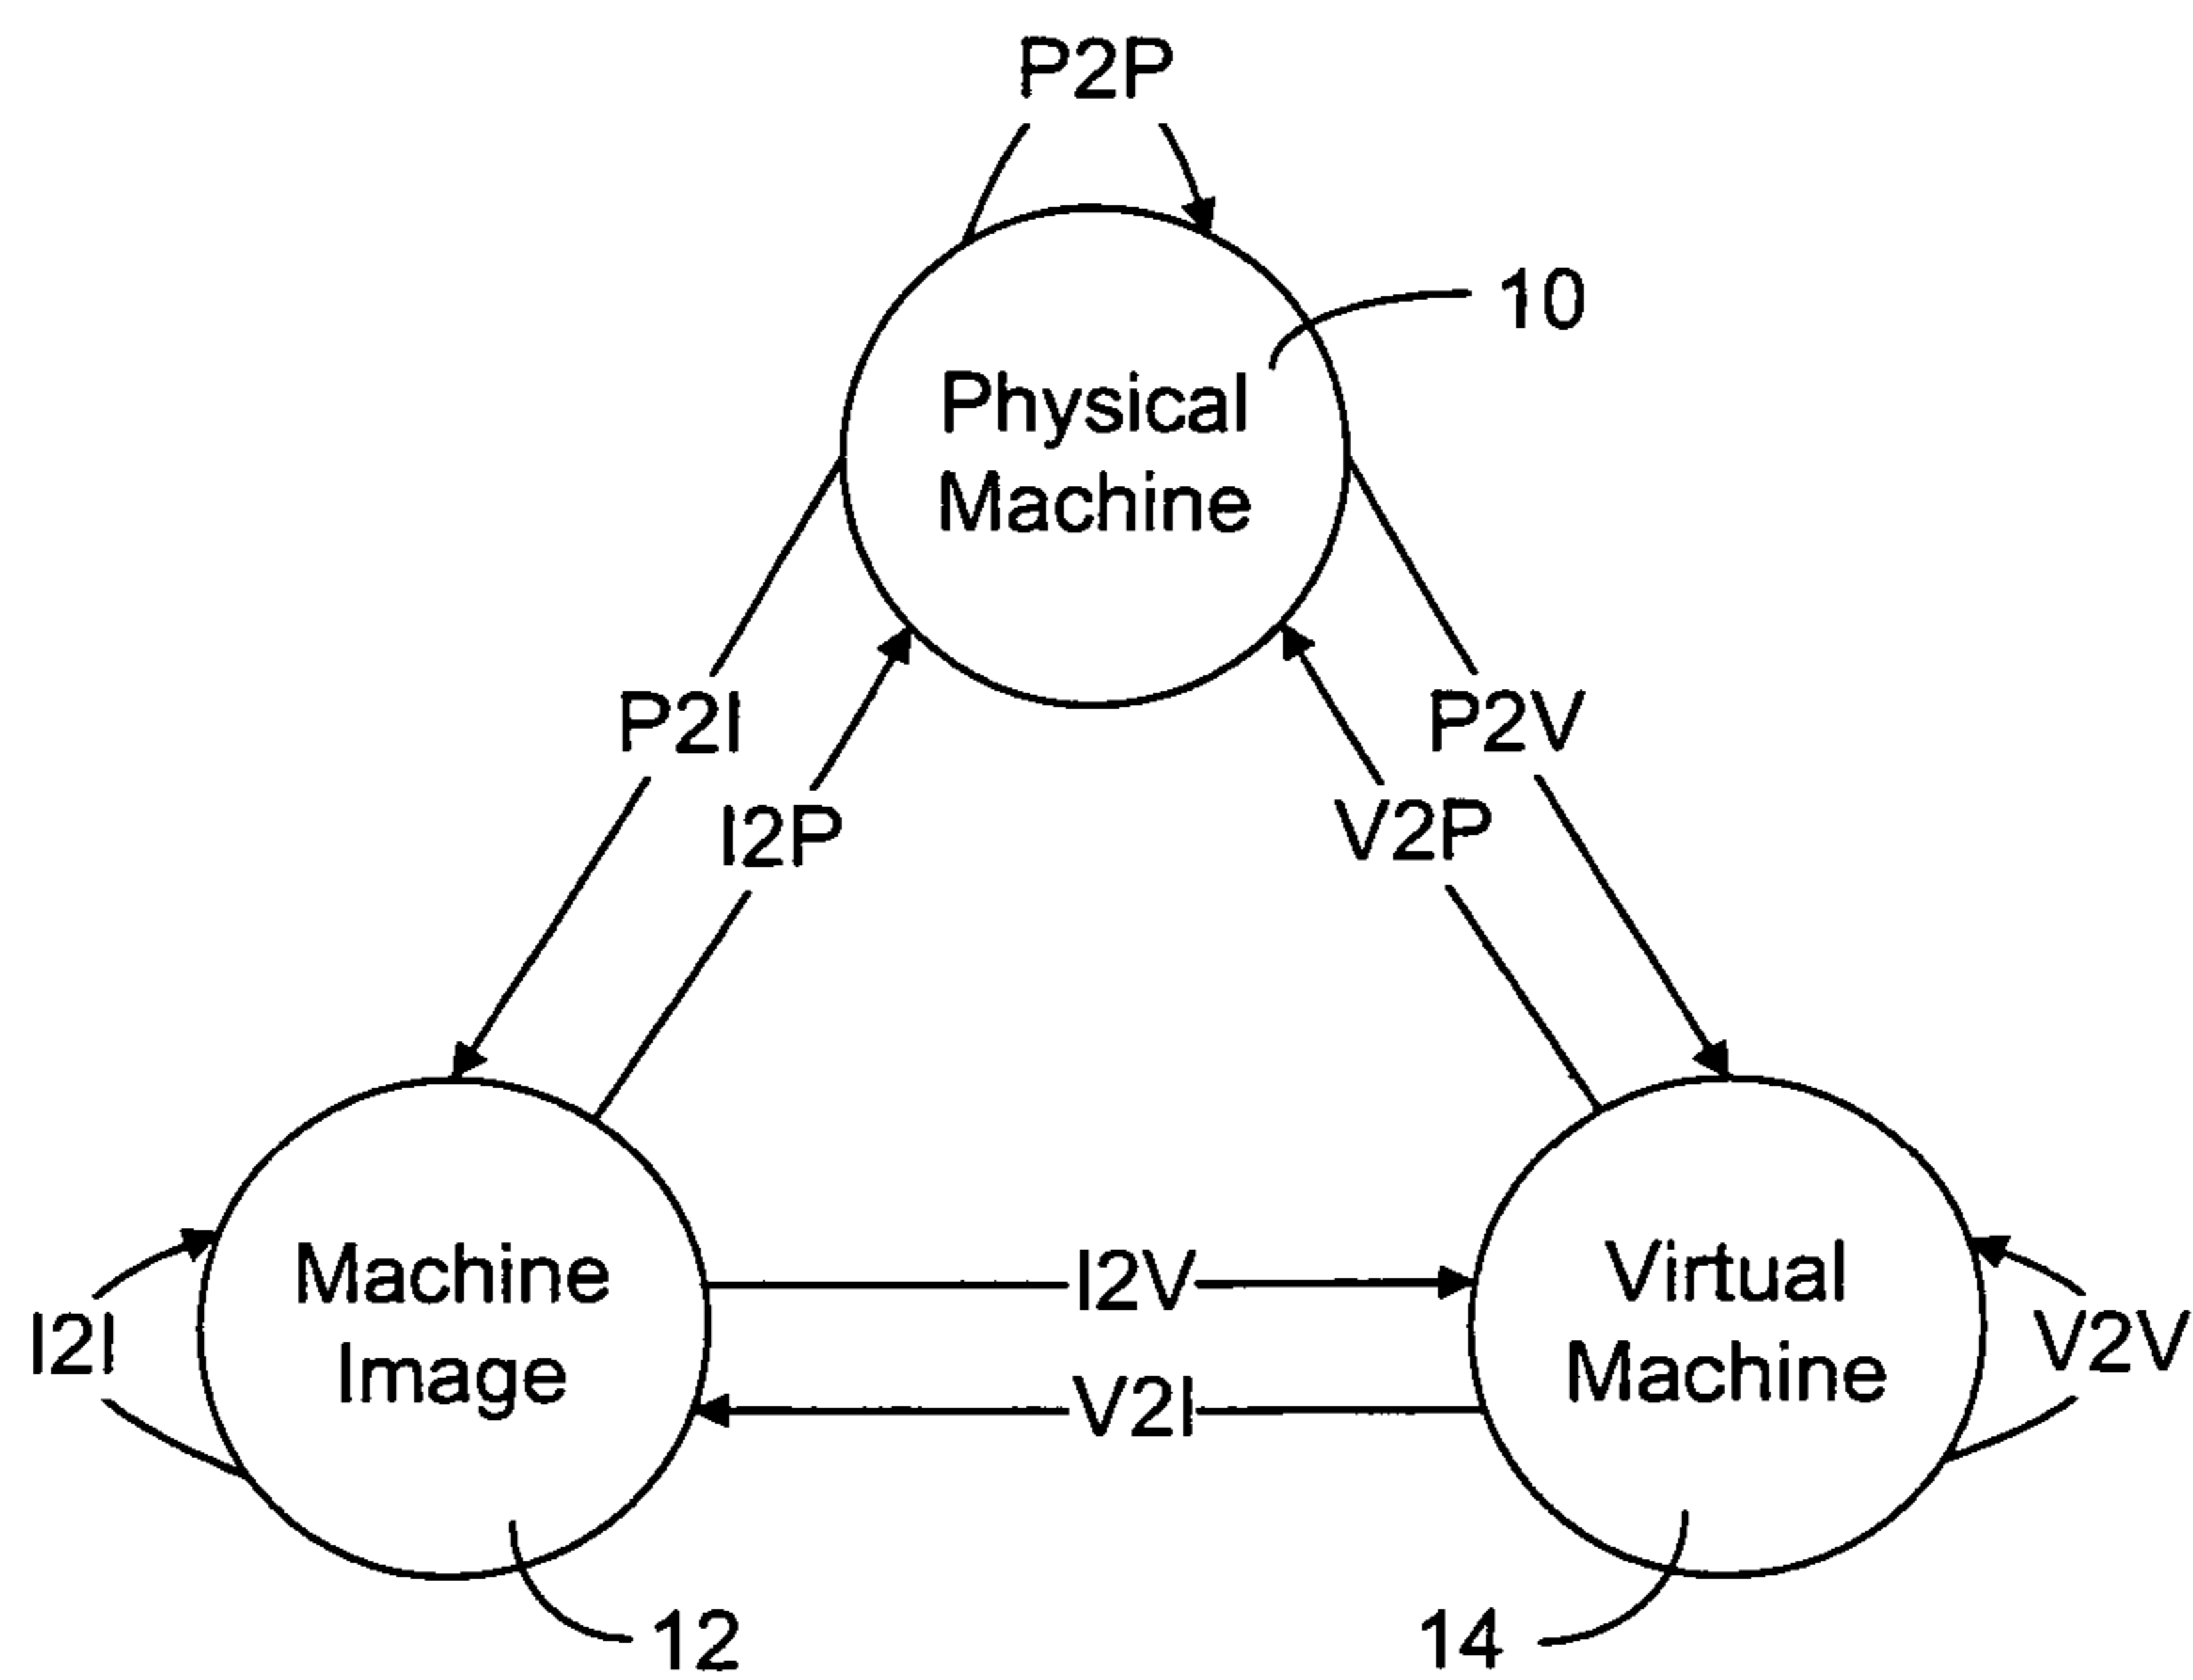 P2P
10
Physical
Machine
P2I
P2V
I2P
V2P
Machine
Image
I2V
Virtual
Machine
I2I
V2V
V2I
12
14